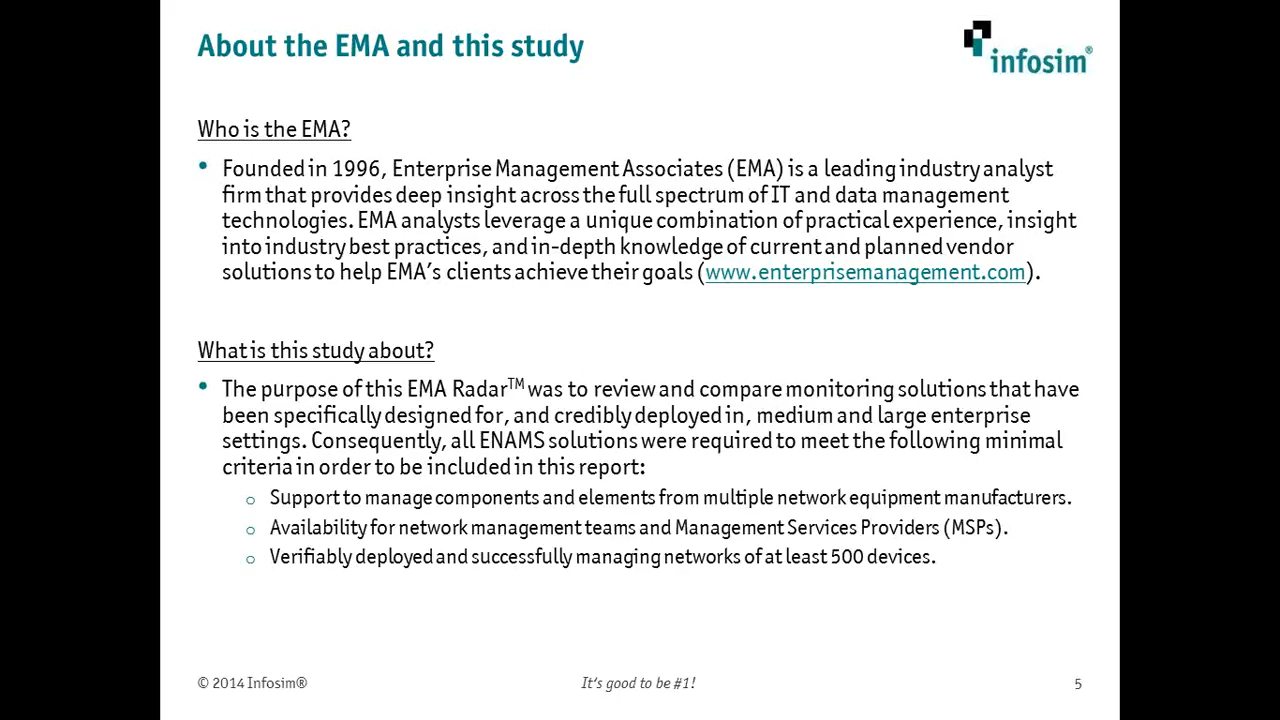 About the EMA and this study
infosim®
Who is the EMA?
• Founded in 1996, Enterprise Management Associates (EMA) is a leading industry analyst
firm that provides deep insight across the full spectrum of IT and data management
technologies. EMA analysts leverage a unique combination of practical experience, insight
into industry best practices, and in-depth knowledge of current and planned vendor
solutions to help EMA's clients achieve their goals (www.enterprisemanagement.com).
What is this study about?
• The purpose of this EMA Radar™ was to review and compare monitoring solutions that have
been specifically designed for, and credibly deployed in, medium and large enterprise
settings. Consequently, all ENAMS solutions were required to meet the following minimal
criteria in order to be included in this report:
o Support to manage components and elements from multiple network equipment manufacturers.
o Availability for network management teams and Management Services Providers (MSPs).
o Verifiably deployed and successfully managing networks of at least 500 devices.
© 2014 Infosim®
It's good to be #1!
5